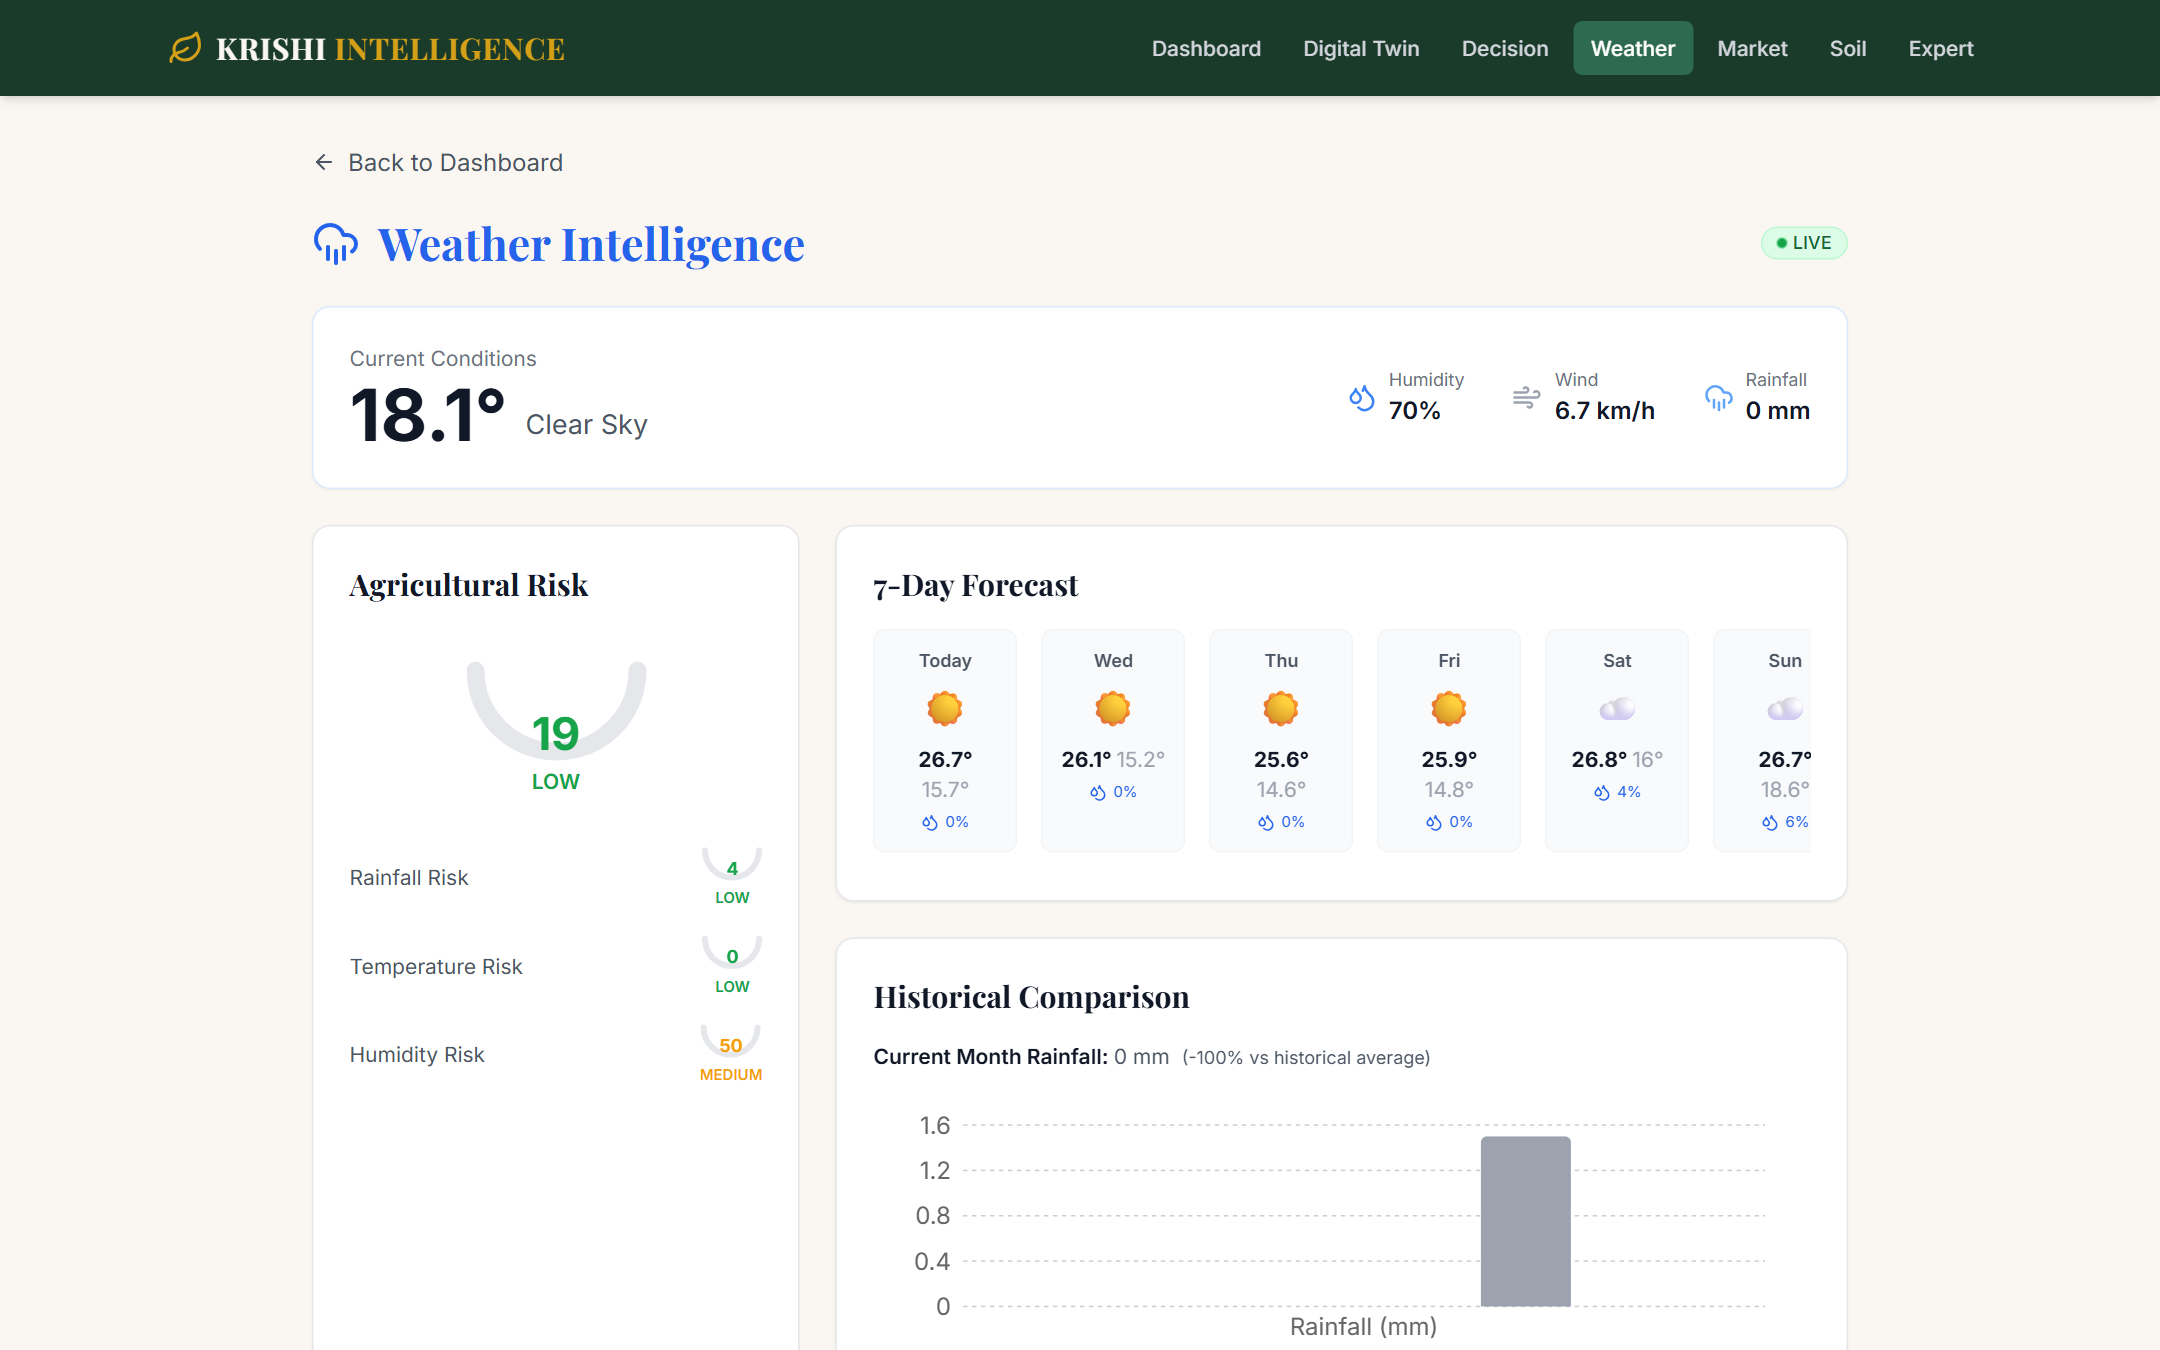 KRISHI INTELLIGENCE
Dashboard Digital Twin Decision Weather Market Soil Expert
← Back to Dashboard
Weather Intelligence
LIVE
Current Conditions
18.1° Clear Sky
Humidity
70%
Wind
6.7 km/h
Rainfall
0 mm
Agricultural Risk
19
LOW
Rainfall Risk
4
LOW
Temperature Risk
0
LOW
Humidity Risk
50
MEDIUM
7-Day Forecast
Today
26.7°
15.7°
0%
Wed
26.1° 15.2°
0%
Thu
25.6°
14.6°
0%
Fri
25.9°
14.8°
0%
Sat
26.8° 16°
4%
Sun
26.7°
18.6°
6%
Historical Comparison
Current Month Rainfall: 0 mm (-100% vs historical average)
1.6
1.2
0.8
0.4
0
Rainfall (mm)